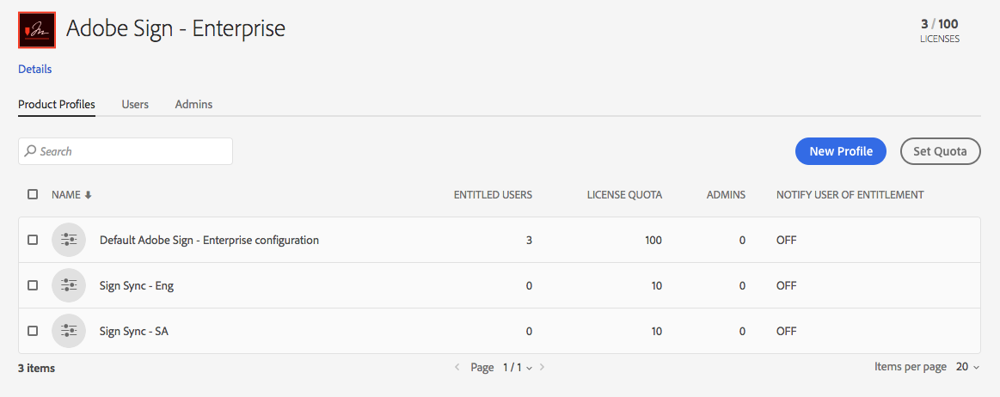 Adobe Sign - Enterprise
3 / 100
LICENSES
Details
Product Profiles Users Admins
Search
New Profile Set Quota
NAME ENTITLED USERS LICENSE QUOTA ADMINS NOTIFY USER OF ENTITLEMENT
Default Adobe Sign - Enterprise configuration 3 100 0 OFF
Sign Sync - Eng 0 10 0 OFF
Sign Sync - SA 0 10 0 OFF
3 items Page 1 / 1 Items per page 20